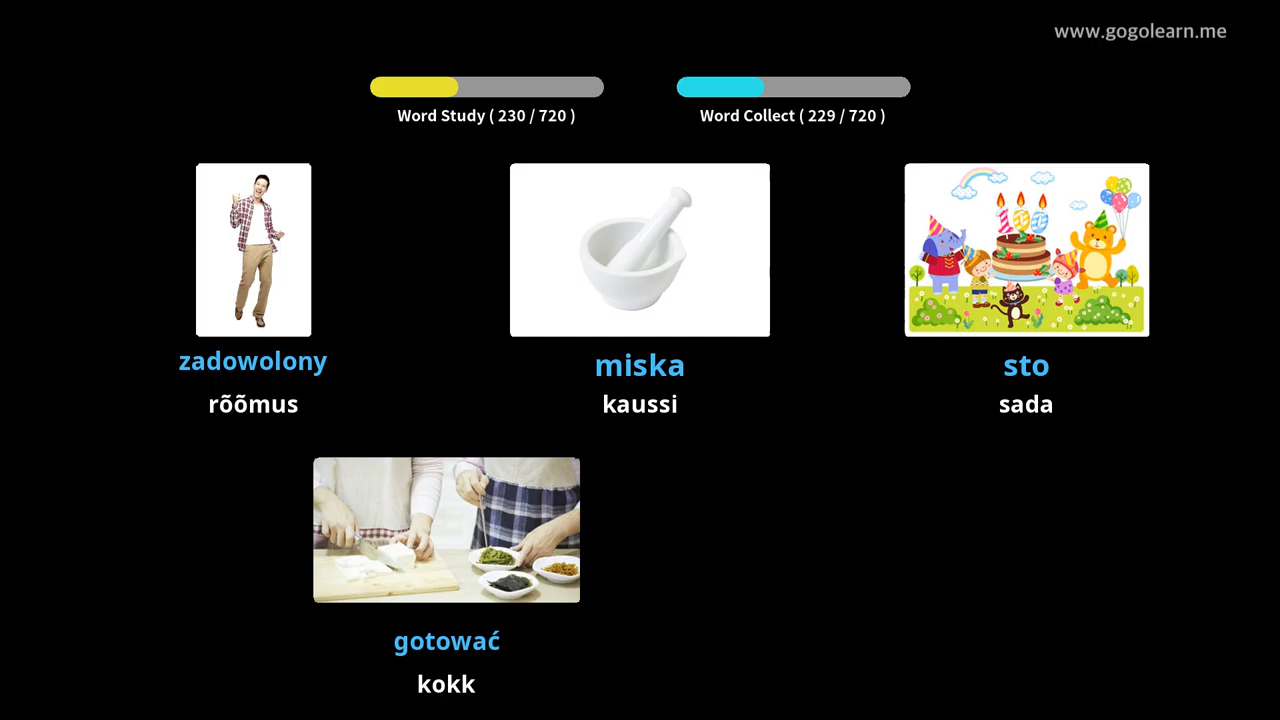 www.gogolearn.me
Word Study ( 230 / 720 )
Word Collect ( 229 / 720 )
zadowolony
rõõmus
miska
kaussi
sto
sada
gotować
kokk